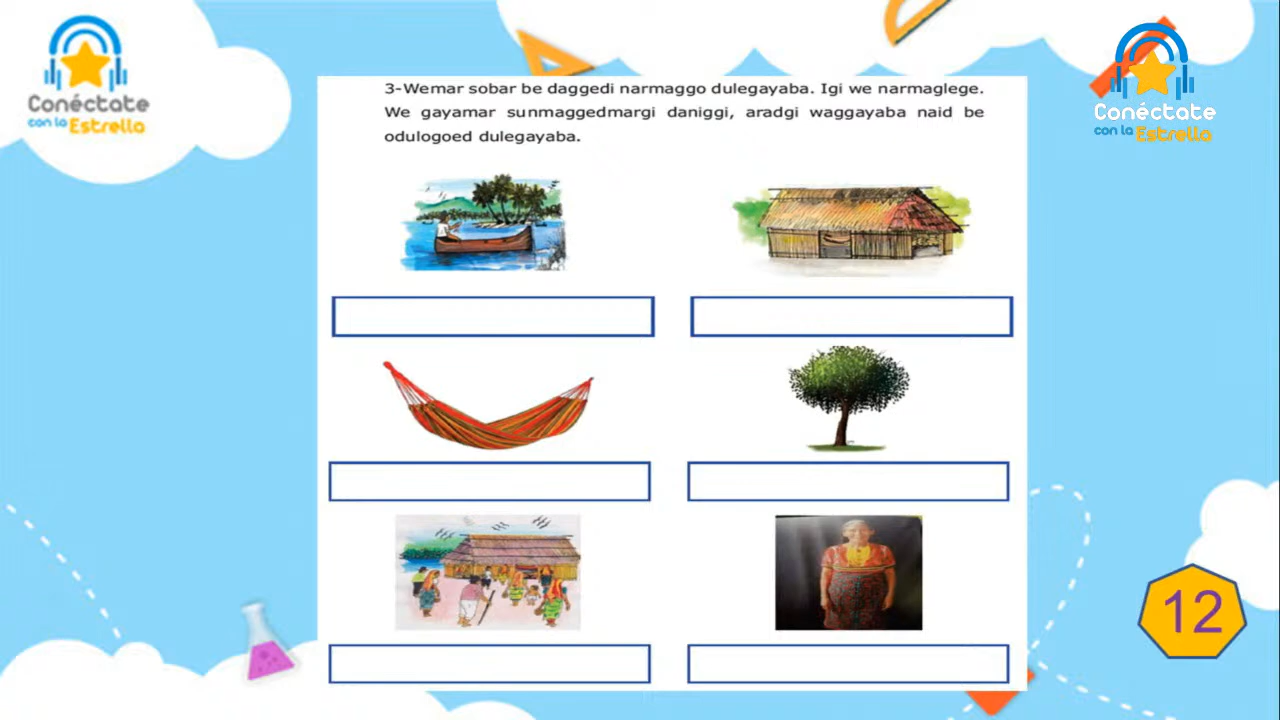 Conéctate
con la
Estrella
Conéctate
con la
Estrella
3-Wemar sobar be daggedi narmaggo dulegayaba. Igi we narmaglege.
We gayamar sunmaggedmargi daniggi, aradgi waggayaba naid be
odulogoed dulegayaba.
12